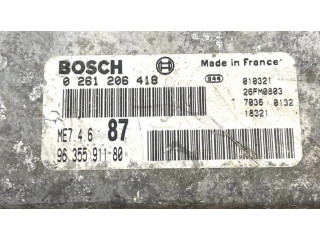 BOSCH
Made in France
0 261 206 418
S44
010321
26FM0803
7036 0132
18321
ME7.4.6 87
96.355 911-80